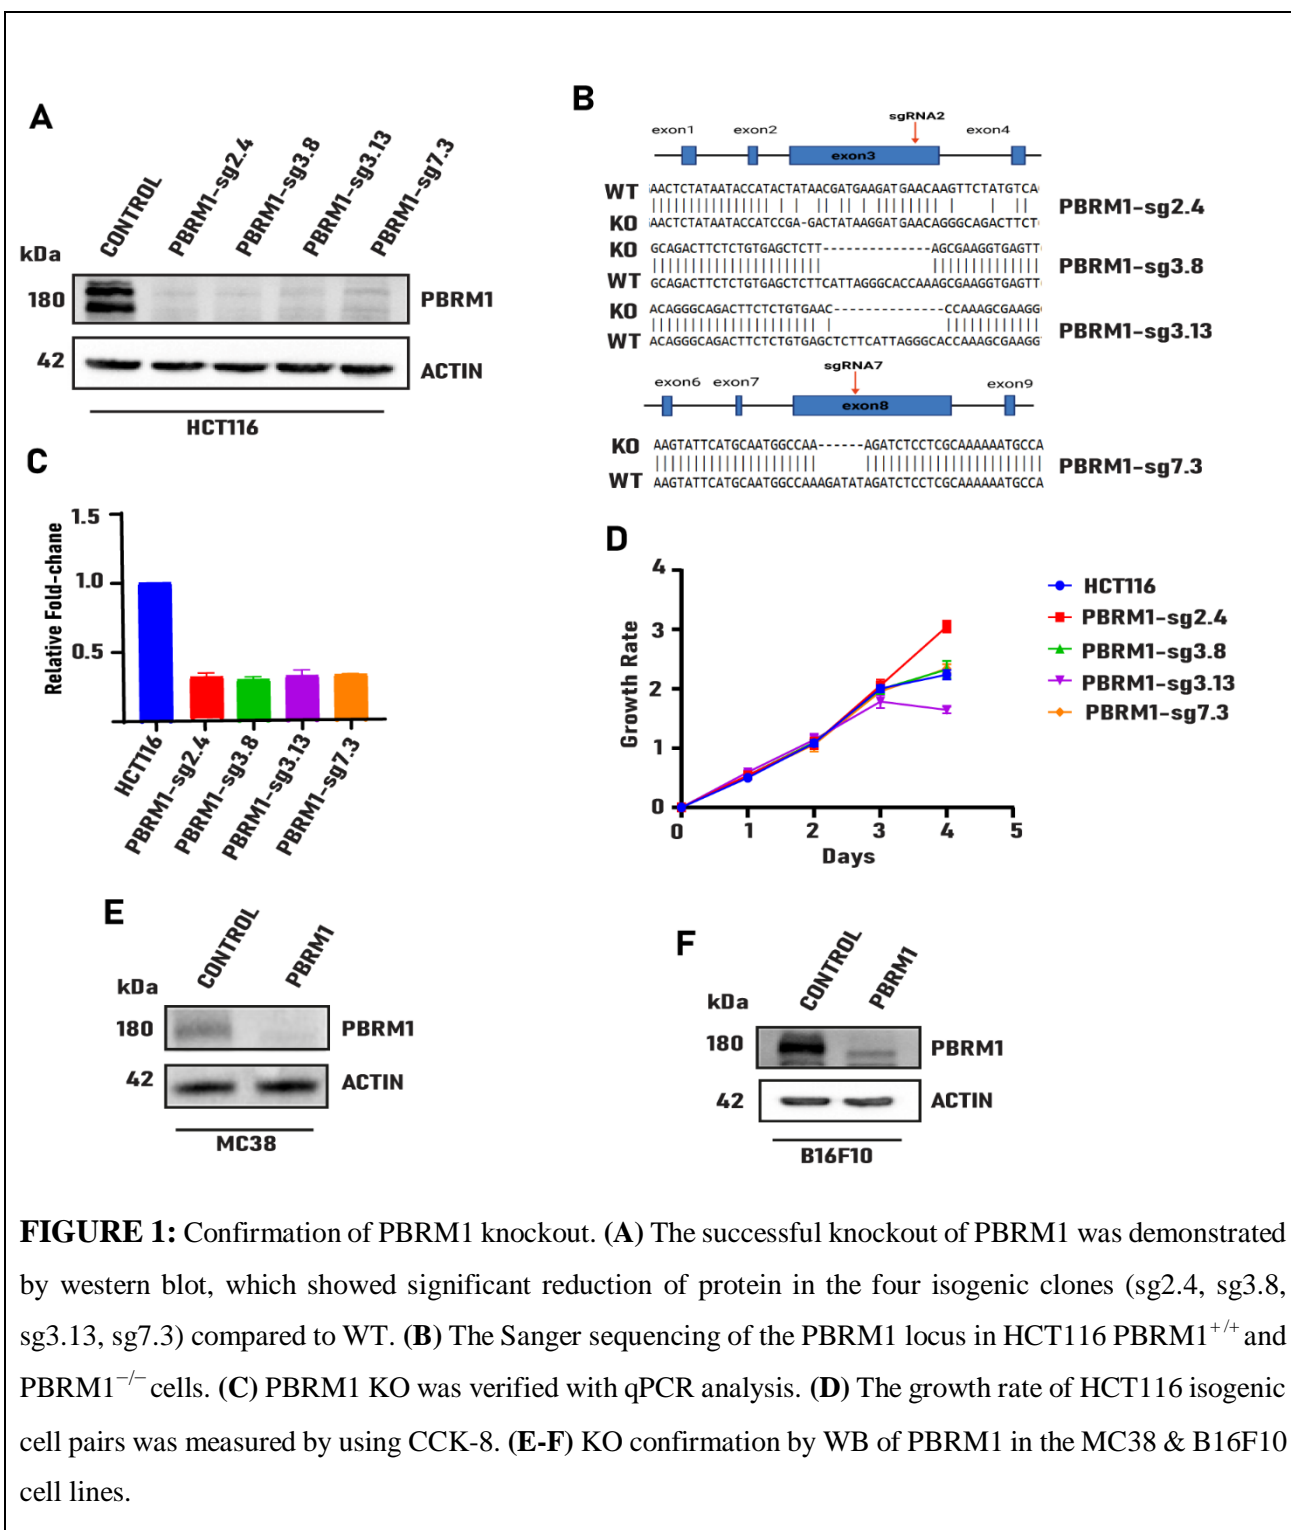 A
CONTROL
PBRM1-sg2.4
PBRM1-sg3.8
PBRM1-sg3.13
PBRM1-sg7.3
kDa
180
PBRM1
42
ACTIN
HCT116
B
sgRNA2
exon1
exon2
exon3
exon4
WT AACTCTATAATACCATACTATAACGATGAAGATGAACAAGTTCTATGTCA
KO AACTCTATAATACCATCCGA-GACTATAAGGATGAACAGGGCAGACTTCT
PBRM1-sg2.4
KO GCAGACTTCTCTGTGAGCTCTT--------------AGCGAAGGTGAGTT
WT GCAGACTTCTCTGTGAGCTCTTCATTAGGGCACCAAAGCGAAGGTGAGTT
PBRM1-sg3.8
KO ACAGGGCAGACTTCTCTGTGAAC--------------CCAAAGCGAAGG
WT ACAGGGCAGACTTCTCTGTGAGCTCTTCATTAGGGCACCAAAGCGAAGG
PBRM1-sg3.13
sgRNA7
exon6
exon7
exon8
exon9
KO AAGTATTCATGCAATGGCCAA------AGATCTCCTCGCAAAAAATGCCA
WT AAGTATTCATGCAATGGCCAAAGATATAGATCTCCTCGCAAAAAATGCCA
PBRM1-sg7.3
C
Relative Fold-chane
1.5
1.0
0.5
HCT116
PBRM1-sg2.4
PBRM1-sg3.8
PBRM1-sg3.13
PBRM1-sg7.3
D
Growth Rate
4
3
2
1
0
0 1 2 3 4 5
Days
HCT116
PBRM1-sg2.4
PBRM1-sg3.8
PBRM1-sg3.13
PBRM1-sg7.3
E
CONTROL
PBRM1
kDa
180
PBRM1
42
ACTIN
MC38
F
CONTROL
PBRM1
kDa
180
PBRM1
42
ACTIN
B16F10
FIGURE 1: Confirmation of PBRM1 knockout. (A) The successful knockout of PBRM1 was demonstrated
by western blot, which showed significant reduction of protein in the four isogenic clones (sg2.4, sg3.8,
sg3.13, sg7.3) compared to WT. (B) The Sanger sequencing of the PBRM1 locus in HCT116 PBRM1+/+ and
PBRM1−/− cells. (C) PBRM1 KO was verified with qPCR analysis. (D) The growth rate of HCT116 isogenic
cell pairs was measured by using CCK-8. (E-F) KO confirmation by WB of PBRM1 in the MC38 & B16F10
cell lines.